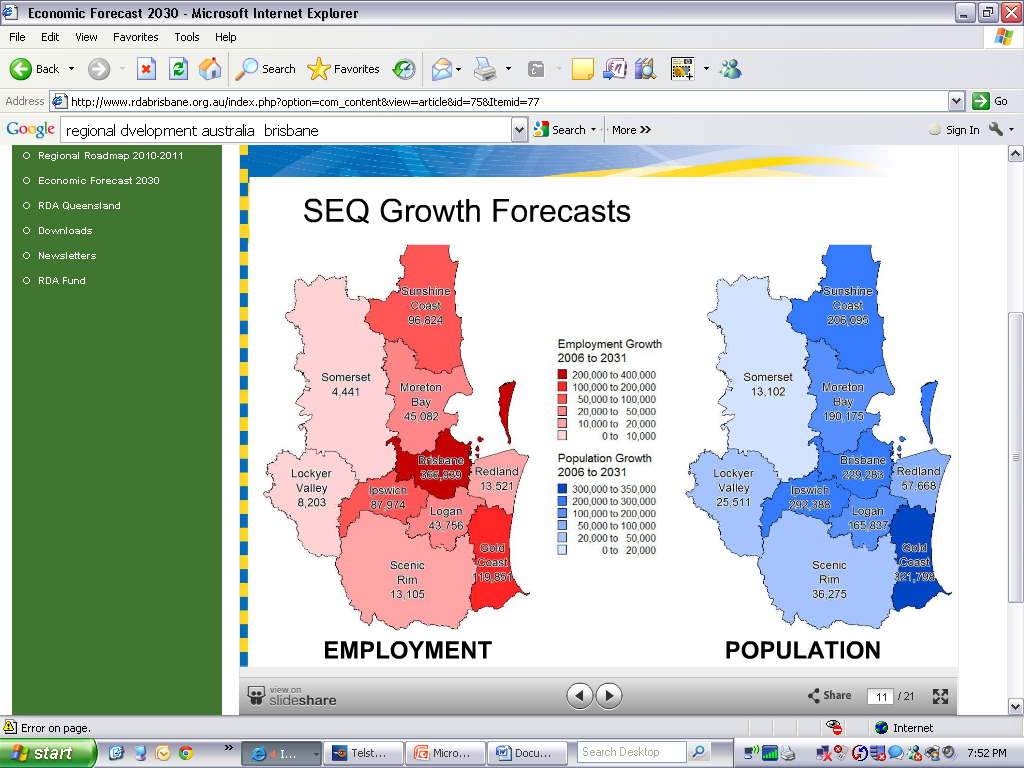 Economic Forecast 2030 - Microsoft Internet Explorer
File Edit View Favorites Tools Help
Back Search Favorites
Address http://www.rdabrisbane.org.au/index.php?option=com_content&view=article&id=75&Itemid=77 Go
Google regional dvelopment australia brisbane Search More Sign In
Regional Roadmap 2010-2011
Economic Forecast 2030
RDA Queensland
Downloads
Newsletters
RDA Fund
SEQ Growth Forecasts
Sunshine
Coast
96,824
Somerset
4,441
Moreton
Bay
45,082
Brisbane
Redland
13,521
Lockyer
Valley
8,203
Ipswich
87,974
Logan
43,756
Gold
Coast
Scenic
Rim
13,105
EMPLOYMENT
Employment Growth
2006 to 2031
200,000 to 400,000
100,000 to 200,000
50,000 to 100,000
20,000 to 50,000
10,000 to 20,000
0 to 10,000
Population Growth
2006 to 2031
300,000 to 350,000
200,000 to 300,000
100,000 to 200,000
50,000 to 100,000
20,000 to 50,000
0 to 20,000
Sunshine
Coast
206,095
Somerset
13,102
Moreton
Bay
190,175
Brisbane
Redland
57,668
Lockyer
Valley
25,511
Ipswich
Logan
165,837
Gold
Coast
Scenic
Rim
36,275
POPULATION
view on
slideshare
Share 11 / 21
Error on page. Internet
start 4 I... Telst... Micro... Docu... Search Desktop 7:52 PM